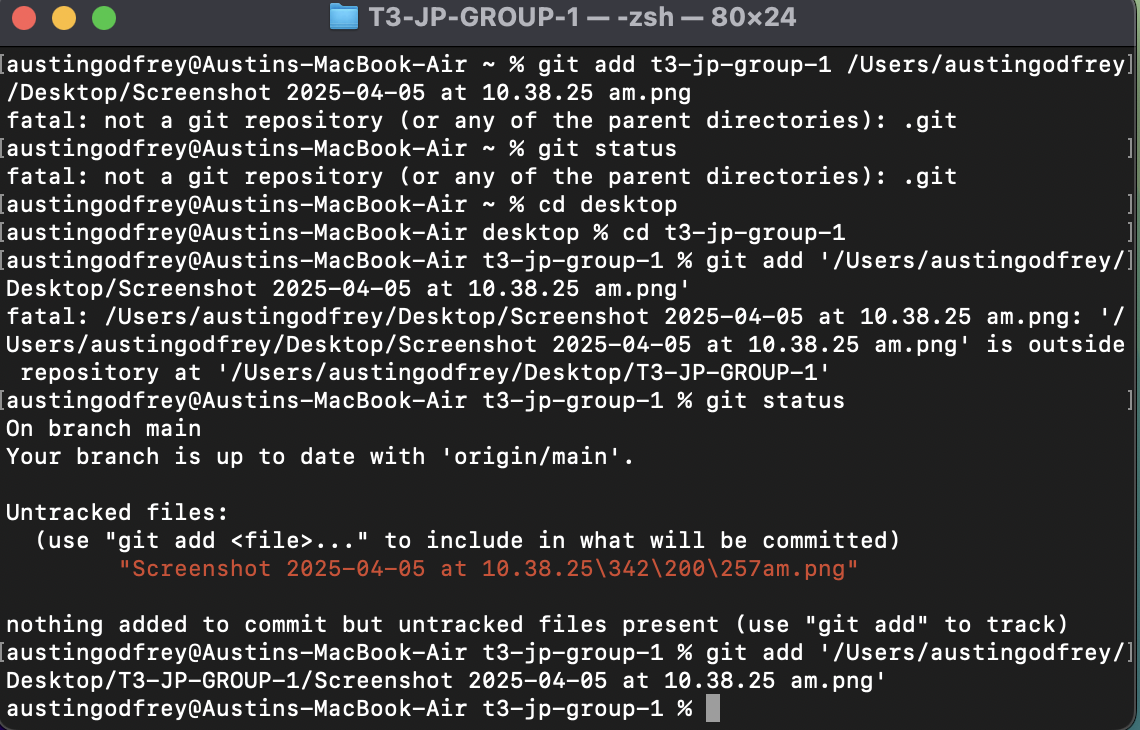 T3-JP-GROUP-1 — -zsh — 80×24
[austingodfrey@Austins-MacBook-Air ~ % git add t3-jp-group-1 /Users/austingodfrey]
/Desktop/Screenshot 2025-04-05 at 10.38.25 am.png
fatal: not a git repository (or any of the parent directories): .git
[austingodfrey@Austins-MacBook-Air ~ % git status ]
fatal: not a git repository (or any of the parent directories): .git
[austingodfrey@Austins-MacBook-Air ~ % cd desktop ]
[austingodfrey@Austins-MacBook-Air desktop % cd t3-jp-group-1 ]
[austingodfrey@Austins-MacBook-Air t3-jp-group-1 % git add '/Users/austingodfrey/]
Desktop/Screenshot 2025-04-05 at 10.38.25 am.png'
fatal: /Users/austingodfrey/Desktop/Screenshot 2025-04-05 at 10.38.25 am.png: '/
Users/austingodfrey/Desktop/Screenshot 2025-04-05 at 10.38.25 am.png' is outside
repository at '/Users/austingodfrey/Desktop/T3-JP-GROUP-1'
[austingodfrey@Austins-MacBook-Air t3-jp-group-1 % git status ]
On branch main
Your branch is up to date with 'origin/main'.
Untracked files:
(use "git add <file>..." to include in what will be committed)
"Screenshot 2025-04-05 at 10.38.25\342\200\257am.png"
nothing added to commit but untracked files present (use "git add" to track)
[austingodfrey@Austins-MacBook-Air t3-jp-group-1 % git add '/Users/austingodfrey/]
Desktop/T3-JP-GROUP-1/Screenshot 2025-04-05 at 10.38.25 am.png'
austingodfrey@Austins-MacBook-Air t3-jp-group-1 %